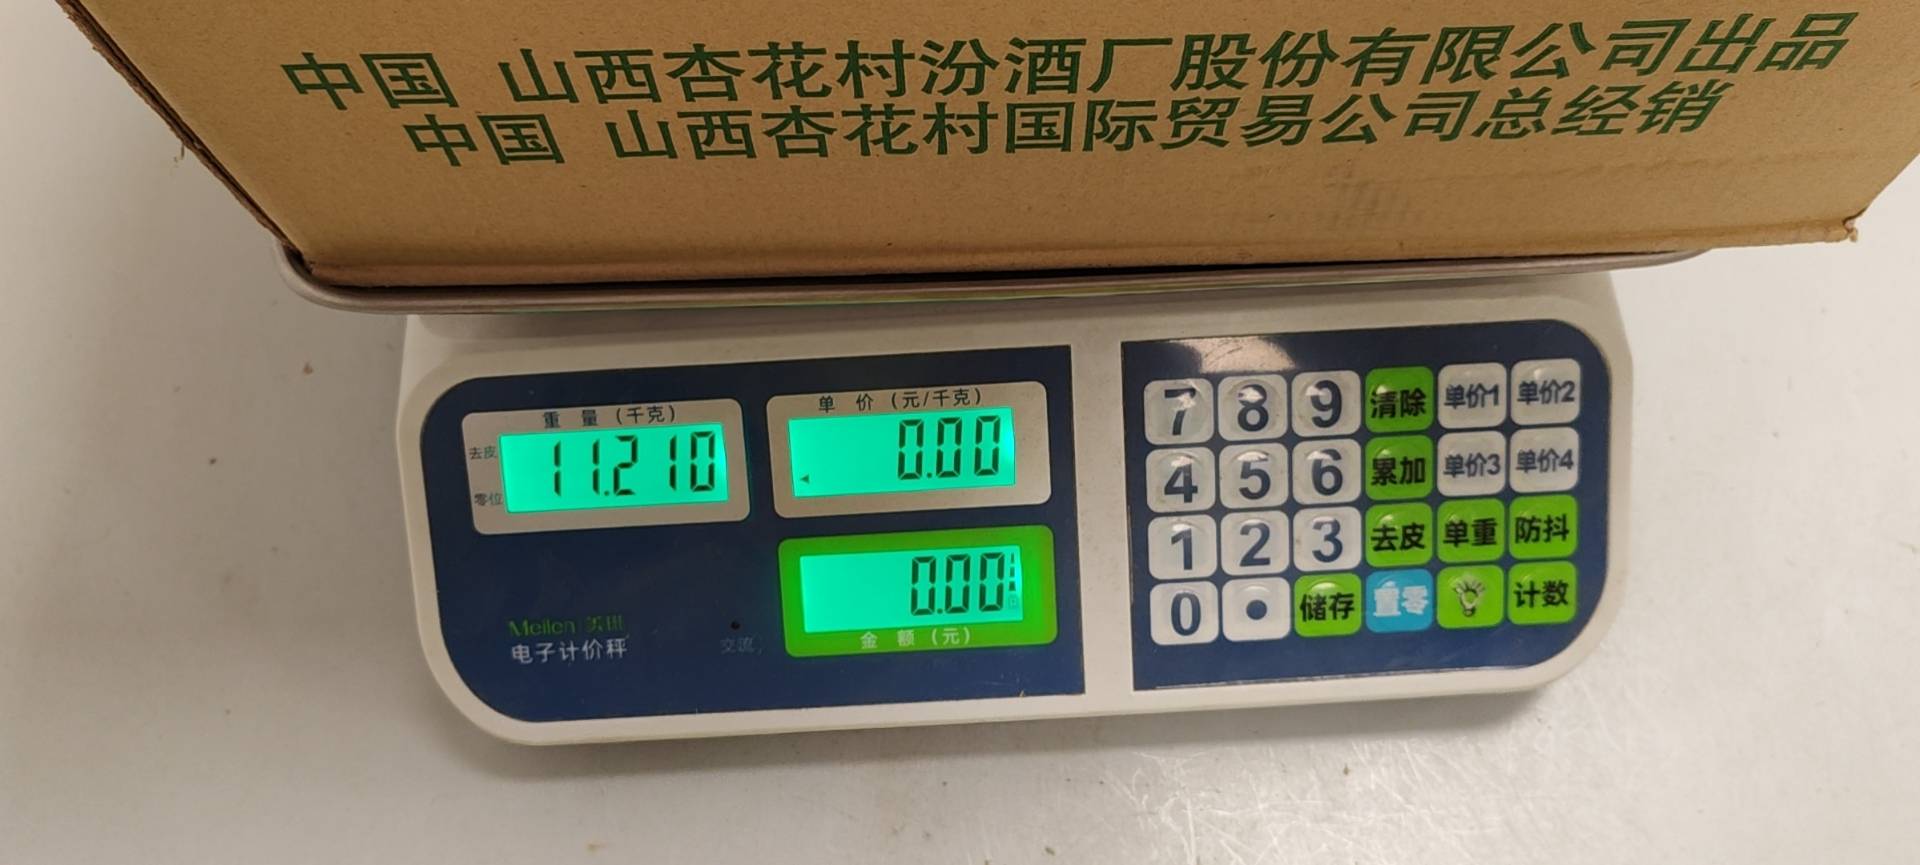 中国 山西杏花村汾酒厂股份有限公司出品
中国 山西杏花村国际贸易公司总经销
重 量 (千克)
去皮
零位
11.210
单 价 (元/千克)
0.00
0.00
金 额 (元)
Meilen
电子计价秤
交流
7 8 9 清除 单价1 单价2
4 5 6 累加 单价3 单价4
1 2 3 去皮 单重 防抖
0 • 储存 置零 计数